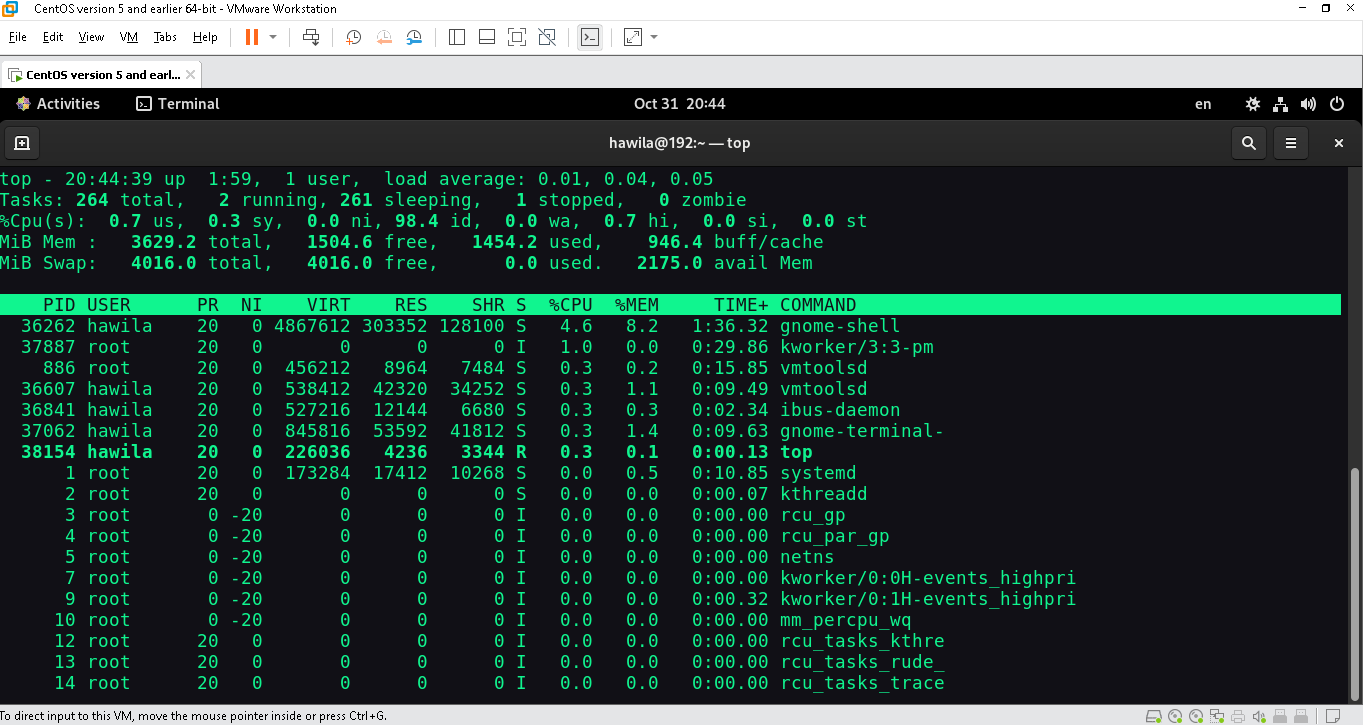 CentOS version 5 and earlier 64-bit - VMware Workstation
File Edit View VM Tabs Help
CentOS version 5 and earl...
Activities Terminal Oct 31 20:44 en
hawila@192:~ — top
top - 20:44:39 up  1:59,  1 user,  load average: 0.01, 0.04, 0.05
Tasks: 264 total,   2 running, 261 sleeping,   1 stopped,   0 zombie
%Cpu(s):  0.7 us,  0.3 sy,  0.0 ni, 98.4 id,  0.0 wa,  0.7 hi,  0.0 si,  0.0 st
MiB Mem :   3629.2 total,   1504.6 free,   1454.2 used,    946.4 buff/cache
MiB Swap:   4016.0 total,   4016.0 free,      0.0 used.   2175.0 avail Mem
PID USER PR NI VIRT RES SHR S %CPU %MEM TIME+ COMMAND
36262 hawila 20 0 4867612 303352 128100 S 4.6 8.2 1:36.32 gnome-shell
37887 root 20 0 0 0 0 I 1.0 0.0 0:29.86 kworker/3:3-pm
886 root 20 0 456212 8964 7484 S 0.3 0.2 0:15.85 vmtoolsd
36607 hawila 20 0 538412 42320 34252 S 0.3 1.1 0:09.49 vmtoolsd
36841 hawila 20 0 527216 12144 6680 S 0.3 0.3 0:02.34 ibus-daemon
37062 hawila 20 0 845816 53592 41812 S 0.3 1.4 0:09.63 gnome-terminal-
38154 hawila 20 0 226036 4236 3344 R 0.3 0.1 0:00.13 top
1 root 20 0 173284 17412 10268 S 0.0 0.5 0:10.85 systemd
2 root 20 0 0 0 0 S 0.0 0.0 0:00.07 kthreadd
3 root 0 -20 0 0 0 I 0.0 0.0 0:00.00 rcu_gp
4 root 0 -20 0 0 0 I 0.0 0.0 0:00.00 rcu_par_gp
5 root 0 -20 0 0 0 I 0.0 0.0 0:00.00 netns
7 root 0 -20 0 0 0 I 0.0 0.0 0:00.00 kworker/0:0H-events_highpri
9 root 0 -20 0 0 0 I 0.0 0.0 0:00.32 kworker/0:1H-events_highpri
10 root 0 -20 0 0 0 I 0.0 0.0 0:00.00 mm_percpu_wq
12 root 20 0 0 0 0 I 0.0 0.0 0:00.00 rcu_tasks_kthre
13 root 20 0 0 0 0 I 0.0 0.0 0:00.00 rcu_tasks_rude_
14 root 20 0 0 0 0 I 0.0 0.0 0:00.00 rcu_tasks_trace
To direct input to this VM, move the mouse pointer inside or press Ctrl+G.